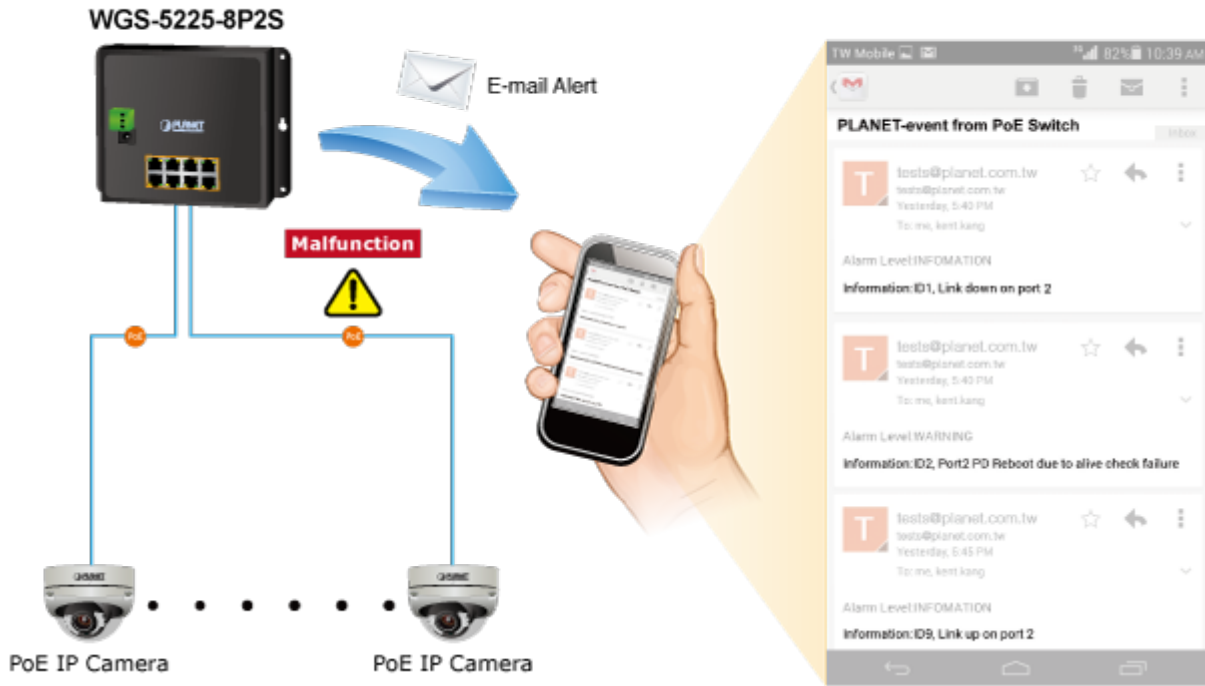 WGS-5225-8P2S
PLANET
E-mail Alert
Malfunction
PoE
PoE
PLANET
PLANET
PoE IP Camera
PoE IP Camera
TW Mobile
82%
10:39 AM
PLANET-event from PoE Switch
Inbox
T
tests@planet.com.tw
tests@planet.com.tw
Yesterday, 5:40 PM
To: me, kent.kang
Alarm Level:INFOMATION
Information:ID1, Link down on port 2
T
tests@planet.com.tw
tests@planet.com.tw
Yesterday, 5:40 PM
To: me, kent.kang
Alarm Level:WARNING
Information:ID2, Port2 PD Reboot due to alive check failure
T
tests@planet.com.tw
tests@planet.com.tw
Yesterday, 5:45 PM
To: me, kent.kang
Alarm Level:INFOMATION
Information:ID9, Link up on port 2